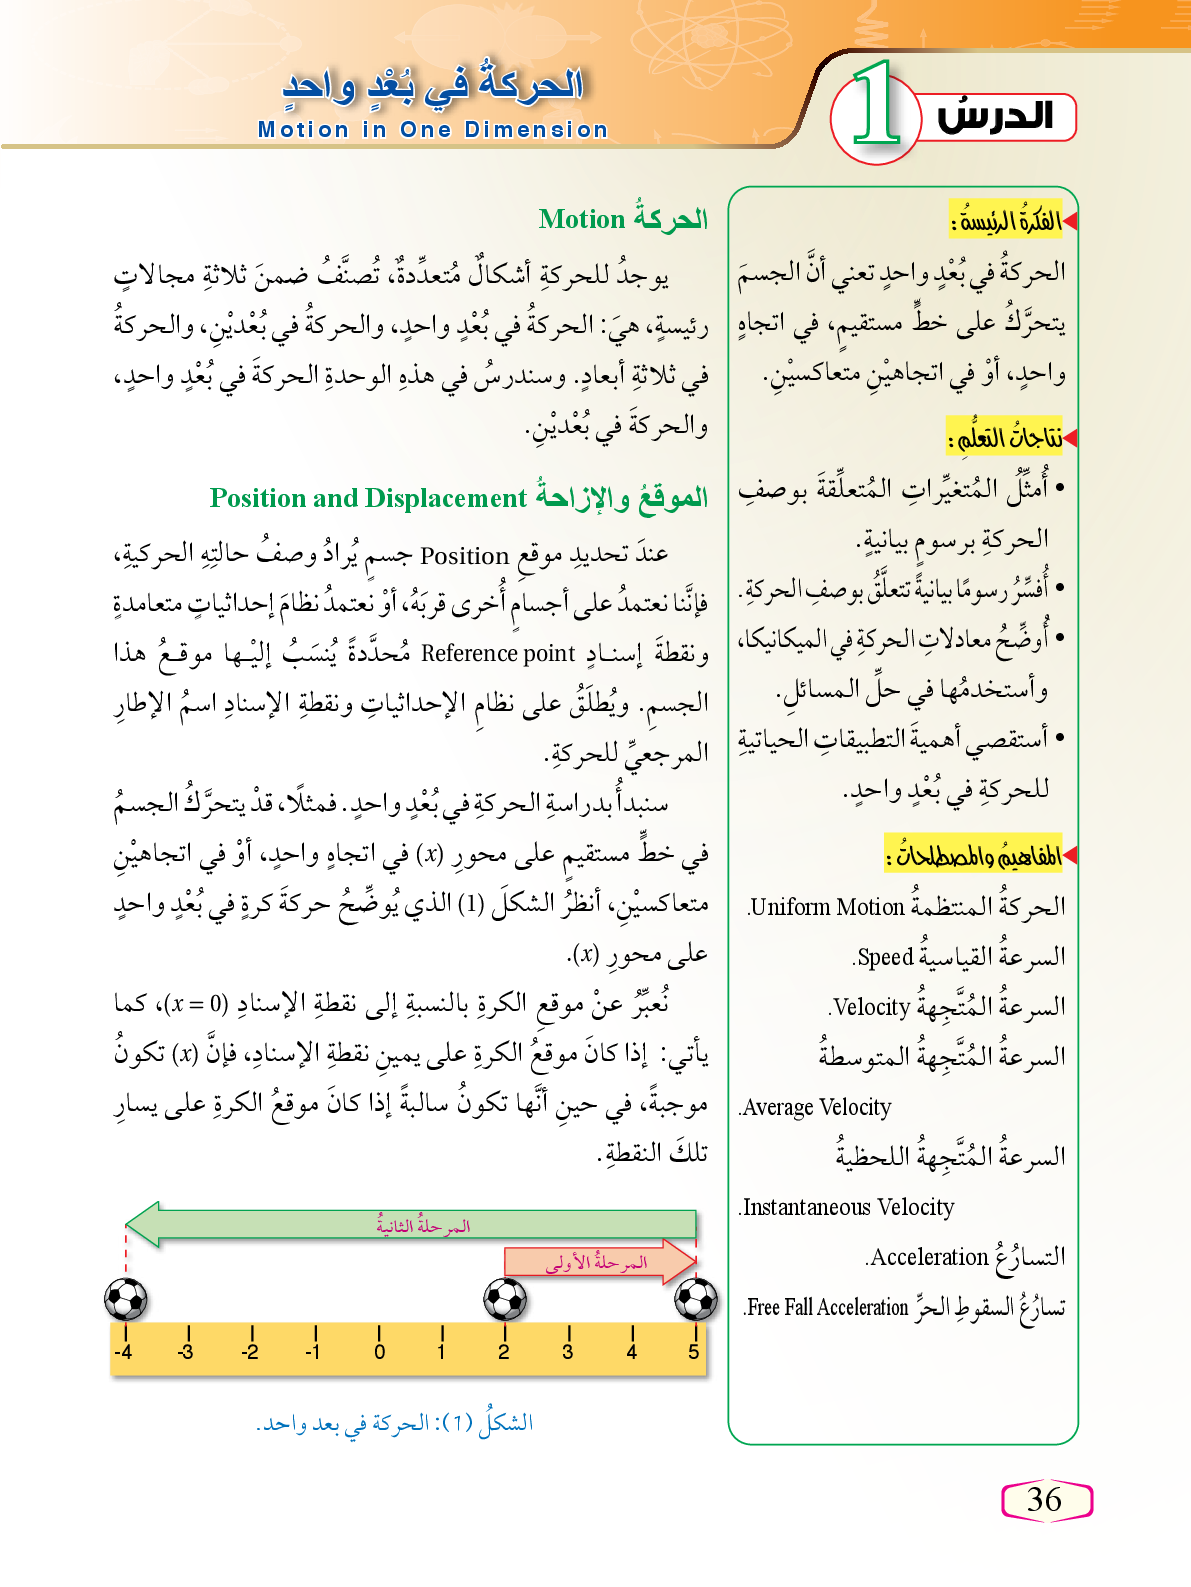 الدرسُ 1
الحركةُ في بُعْدٍ واحدٍ
Motion in One Dimension
الفكرةُ الرئيسةُ:
الحركةُ في بُعْدٍ واحدٍ تعني أنَّ الجسمَ
يتحرَّكُ على خطٍّ مستقيمٍ، في اتجاهٍ
واحدٍ، أوْ في اتجاهيْنِ متعاكسيْنِ.
نتاجاتُ التعلُّمِ:
• أُمثِّلُ المُتغيِّراتِ المُتعلِّقةَ بوصفِ
الحركةِ برسومٍ بيانيةٍ.
• أُفسِّرُ رسومًا بيانيةً تتعلَّقُ بوصفِ الحركةِ.
• أُوضِّحُ معادلاتِ الحركةِ في الميكانيكا،
وأستخدمُها في حلِّ المسائلِ.
• أستقصي أهميةَ التطبيقاتِ الحياتيةِ
للحركةِ في بُعْدٍ واحدٍ.
المفاهيمُ والمصطلحاتُ:
الحركةُ المنتظمةُ Uniform Motion.
السرعةُ القياسيةُ Speed.
السرعةُ المُتَّجِهةُ Velocity.
السرعةُ المُتَّجِهةُ المتوسطةُ
Average Velocity.
السرعةُ المُتَّجِهةُ اللحظيةُ
Instantaneous Velocity.
التسارُعُ Acceleration.
تسارُعُ السقوطِ الحرِّ Free Fall Acceleration.
الحركةُ Motion
يوجدُ للحركةِ أشكالٌ مُتعدِّدةٌ، تُصنَّفُ ضمنَ ثلاثةِ مجالاتٍ
رئيسةٍ، هيَ: الحركةُ في بُعْدٍ واحدٍ، والحركةُ في بُعْديْنِ، والحركةُ
في ثلاثةِ أبعادٍ. وسندرسُ في هذهِ الوحدةِ الحركةَ في بُعْدٍ واحدٍ،
والحركةَ في بُعْديْنِ.
الموقعُ والإزاحةُ Position and Displacement
عندَ تحديدِ موقعِ Position جسمٍ يُرادُ وصفُ حالتِهِ الحركيةِ،
فإنَّنا نعتمدُ على أجسامٍ أُخرى قربَهُ، أوْ نعتمدُ نظامَ إحداثياتٍ متعامدةٍ
ونقطةَ إسنادٍ Reference point مُحدَّدةً يُنسَبُ إليْها موقعُ هذا
الجسمِ. ويُطلَقُ على نظامِ الإحداثياتِ ونقطةِ الإسنادِ اسمُ الإطارِ
المرجعيِّ للحركةِ.
سنبدأُ بدراسةِ الحركةِ في بُعْدٍ واحدٍ. فمثلًا، قدْ يتحرَّكُ الجسمُ
في خطٍّ مستقيمٍ على محورِ (x) في اتجاهٍ واحدٍ، أوْ في اتجاهيْنِ
متعاكسيْنِ، أنظرُ الشكلَ (1) الذي يُوضِّحُ حركةَ كرةٍ في بُعْدٍ واحدٍ
على محورِ (x).
نُعبِّرُ عنْ موقعِ الكرةِ بالنسبةِ إلى نقطةِ الإسنادِ (x = 0)، كما
يأتي: إذا كانَ موقعُ الكرةِ على يمينِ نقطةِ الإسنادِ، فإنَّ (x) تكونُ
موجبةً، في حينِ أنَّها تكونُ سالبةً إذا كانَ موقعُ الكرةِ على يسارِ
تلكَ النقطةِ.
المرحلةُ الثانيةُ
المرحلةُ الأولى
-4 -3 -2 -1 0 1 2 3 4 5
الشكلُ (1): الحركة في بعد واحد.
36